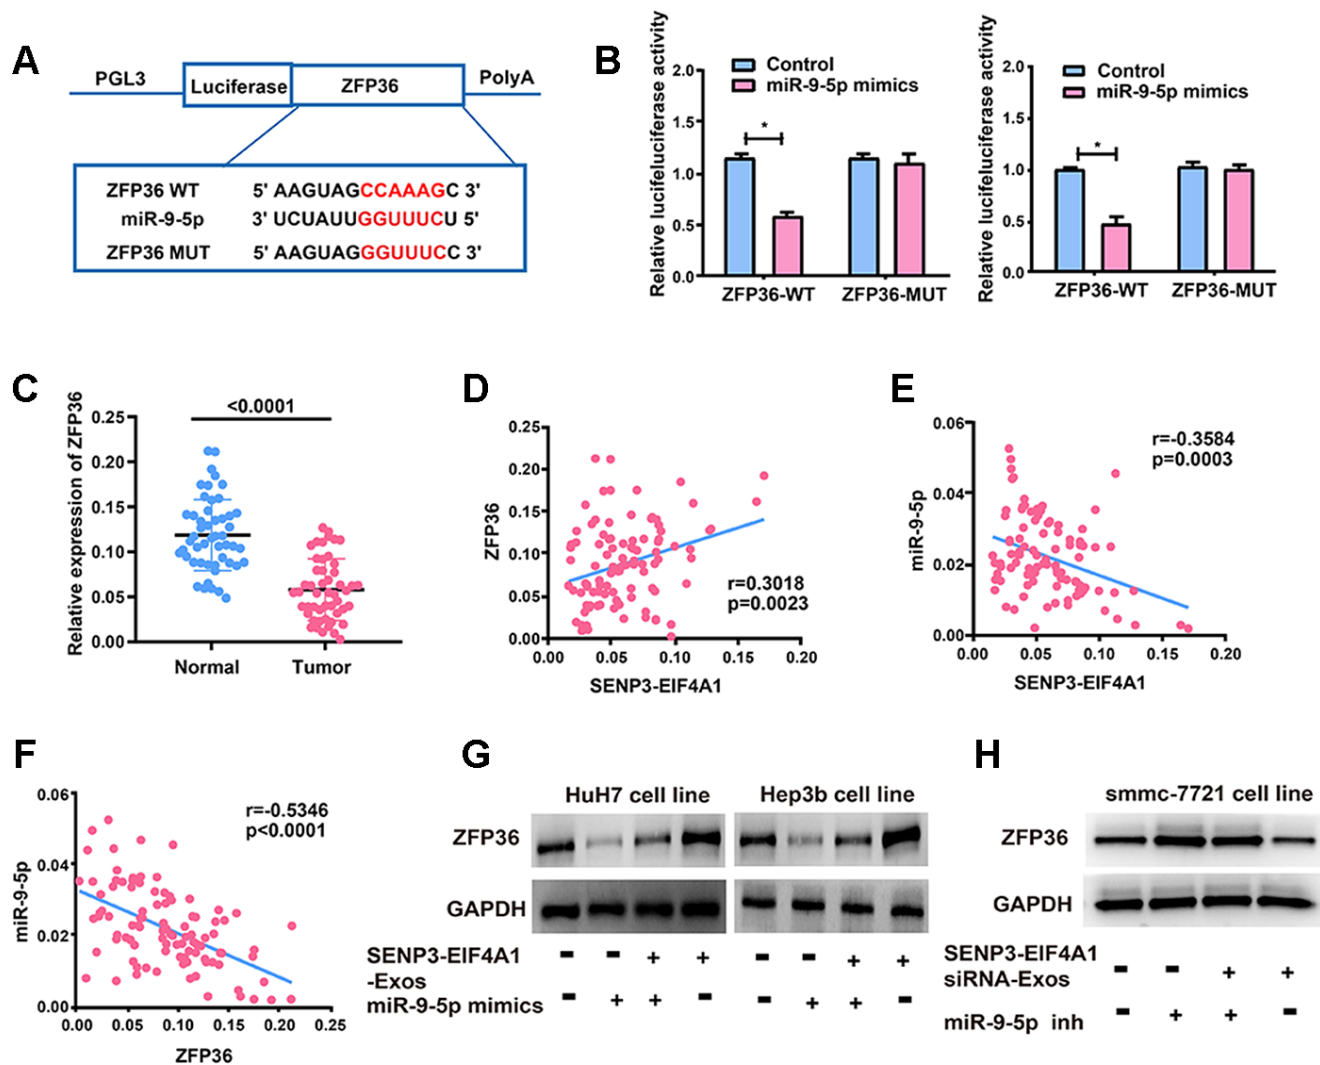 A
PGL3
Luciferase
ZFP36
PolyA
ZFP36 WT 5' AAGUAGCCAAAGC 3'
miR-9-5p 3' UCUAUUGGUUUCU 5'
ZFP36 MUT 5' AAGUAGGGUUUCC 3'
B
Relative lucifeluciferase activity
2.0
1.5
1.0
0.5
0.0
Control
miR-9-5p mimics
*
ZFP36-WT
ZFP36-MUT
Relative lucifeluciferase activity
2.0
1.5
1.0
0.5
0.0
Control
miR-9-5p mimics
*
ZFP36-WT
ZFP36-MUT
C
Relative expression of ZFP36
0.25
0.20
0.15
0.10
0.05
0.00
<0.0001
Normal
Tumor
D
ZFP36
0.25
0.20
0.15
0.10
0.05
0.00
r=0.3018
p=0.0023
0.00 0.05 0.10 0.15 0.20
SENP3-EIF4A1
E
miR-9-5p
0.06
0.04
0.02
0.00
r=-0.3584
p=0.0003
0.00 0.05 0.10 0.15 0.20
SENP3-EIF4A1
F
miR-9-5p
0.06
0.04
0.02
0.00
r=-0.5346
p<0.0001
0.00 0.05 0.10 0.15 0.20 0.25
ZFP36
G
HuH7 cell line
Hep3b cell line
ZFP36
GAPDH
SENP3-EIF4A1 - - + + - - + +
-Exos
miR-9-5p mimics - + + - - + + -
H
smmc-7721 cell line
ZFP36
GAPDH
SENP3-EIF4A1
siRNA-Exos - - + +
miR-9-5p inh - + + -